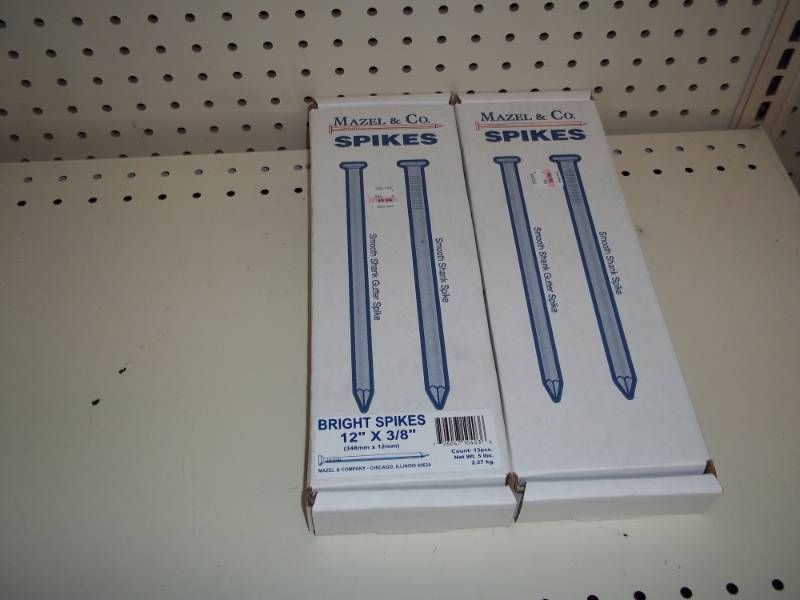 MAZEL & CO.
SPIKES
Smooth Shank Gutter Spike
Smooth Shank Spike
BRIGHT SPIKES
12" X 3/8"
(348mm x 12mm)
Count: 13pcs.
Net Wt. 5 lbs.
2.27 kg.
MAZEL & COMPANY - CHICAGO, ILLINOIS 60624
MAZEL & CO.
SPIKES
Smooth Shank Gutter Spike
Smooth Shank Spike